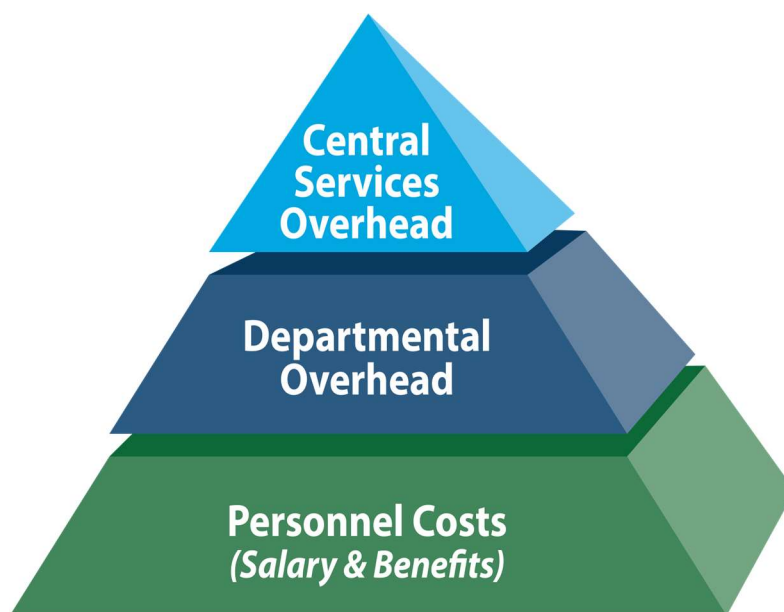 Central
Services
Overhead
Departmental
Overhead
Personnel Costs
(Salary & Benefits)